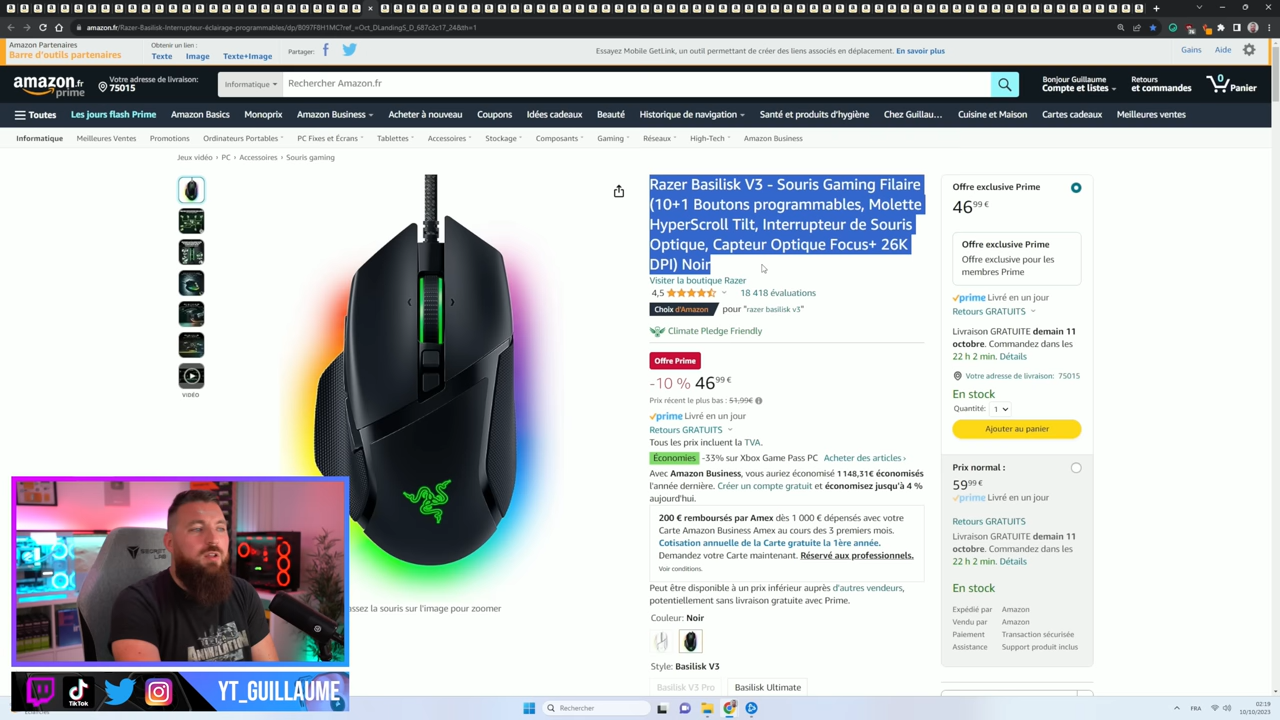 amazon.fr/Razer-Basilisk-Interrupteur-éclairage-programmables/dp/B097F8H1MC?ref_=Oct_DLandingS_D_687c2c17_24&th=1
Amazon Partenaires
Barre d'outils partenaires
Obtenir un lien :
Texte Image Texte+Image
Partager:
Essayez Mobile GetLink, un outil permettant de créer des liens associés en déplacement. En savoir plus
Gains Aide
amazon.fr
prime
Votre adresse de livraison:
75015
Informatique
Rechercher Amazon.fr
Bonjour Guillaume
Compte et listes
Retours
et commandes
0
Panier
Toutes Les jours flash Prime Amazon Basics Monoprix Amazon Business Acheter à nouveau Coupons Idées cadeaux Beauté Historique de navigation Santé et produits d'hygiène Chez Guillau... Cuisine et Maison Cartes cadeaux Meilleures ventes
Informatique Meilleures Ventes Promotions Ordinateurs Portables PC Fixes et Écrans Tablettes Accessoires Stockage Composants Gaming Réseaux High-Tech Amazon Business
Jeux vidéo › PC › Accessoires › Souris gaming
VIDÉO
Razer Basilisk V3 - Souris Gaming Filaire
(10+1 Boutons programmables, Molette
HyperScroll Tilt, Interrupteur de Souris
Optique, Capteur Optique Focus+ 26K
DPI) Noir
Visiter la boutique Razer
4,5 18 418 évaluations
Choix d'Amazon pour "razer basilisk v3"
Climate Pledge Friendly
Offre Prime
-10 % 46,99 €
Prix récent le plus bas : 51,99€
prime Livré en un jour
Retours GRATUITS
Tous les prix incluent la TVA.
Économies -33% sur Xbox Game Pass PC Acheter des articles ›
Avec Amazon Business, vous auriez économisé 1 148,31€ économisés
l'année dernière. Créer un compte gratuit et économisez jusqu'à 4 %
aujourd'hui.
200 € remboursés par Amex dès 1 000 € dépensés avec votre
Carte Amazon Business Amex au cours des 3 premiers mois.
Cotisation annuelle de la Carte gratuite la 1ère année.
Demandez votre Carte maintenant. Réservé aux professionnels.
Voir conditions.
Peut être disponible à un prix inférieur auprès d'autres vendeurs,
potentiellement sans livraison gratuite avec Prime.
Couleur: Noir
Style: Basilisk V3
Basilisk V3 Pro Basilisk Ultimate
Offre exclusive Prime
46,99 €
Offre exclusive Prime
Offre exclusive pour les
membres Prime
prime Livré en un jour
Retours GRATUITS
Livraison GRATUITE demain 11
octobre. Commandez dans les
22 h 2 min. Détails
Votre adresse de livraison: 75015
En stock
Quantité: 1
Ajouter au panier
Prix normal :
59,99 €
prime Livré en un jour
Retours GRATUITS
Livraison GRATUITE demain 11
octobre. Commandez dans les
22 h 2 min. Détails
En stock
Expédié par Amazon
Vendu par Amazon
Paiement Transaction sécurisée
Assistance Support produit inclus
assez la souris sur l'image pour zoomer
TikTok
YT_GUILLAUME
Éclaircies
Rechercher
FRA
02:19
10/10/2023